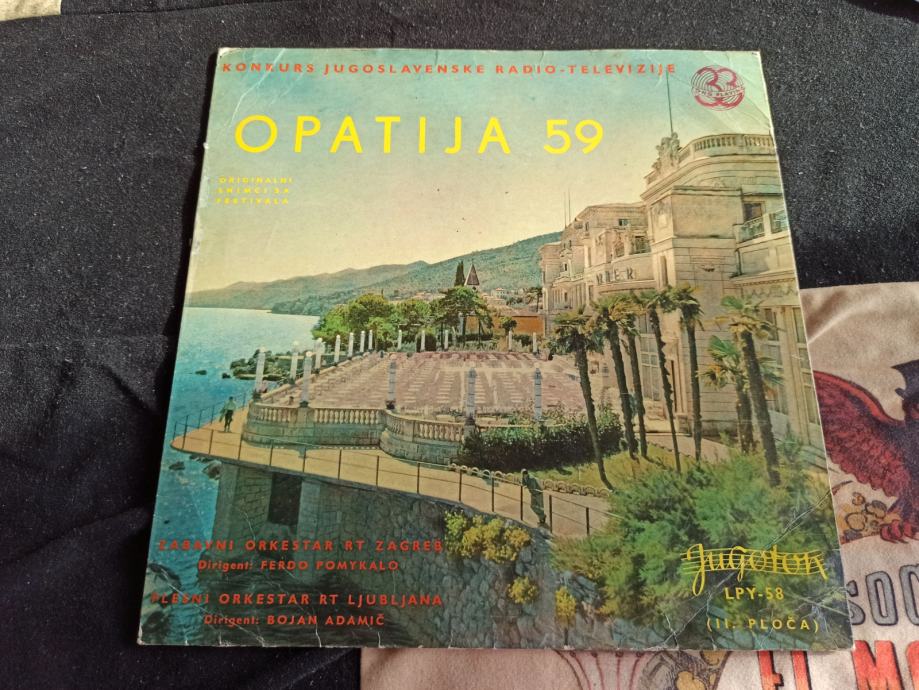 KONKURS JUGOSLAVENSKE RADIO-TELEVIZIJE
33
OPATIJA 59
ORIGINALNI
SNIMCI SA
FESTIVALA
ZABAVNI ORKESTAR RT ZAGREB
Dirigent: FERDO POMYKALO
PLESNI ORKESTAR RT LJUBLJANA
Dirigent: BOJAN ADAMIČ
Jugoton
LPY-58
(II. PLOČA)